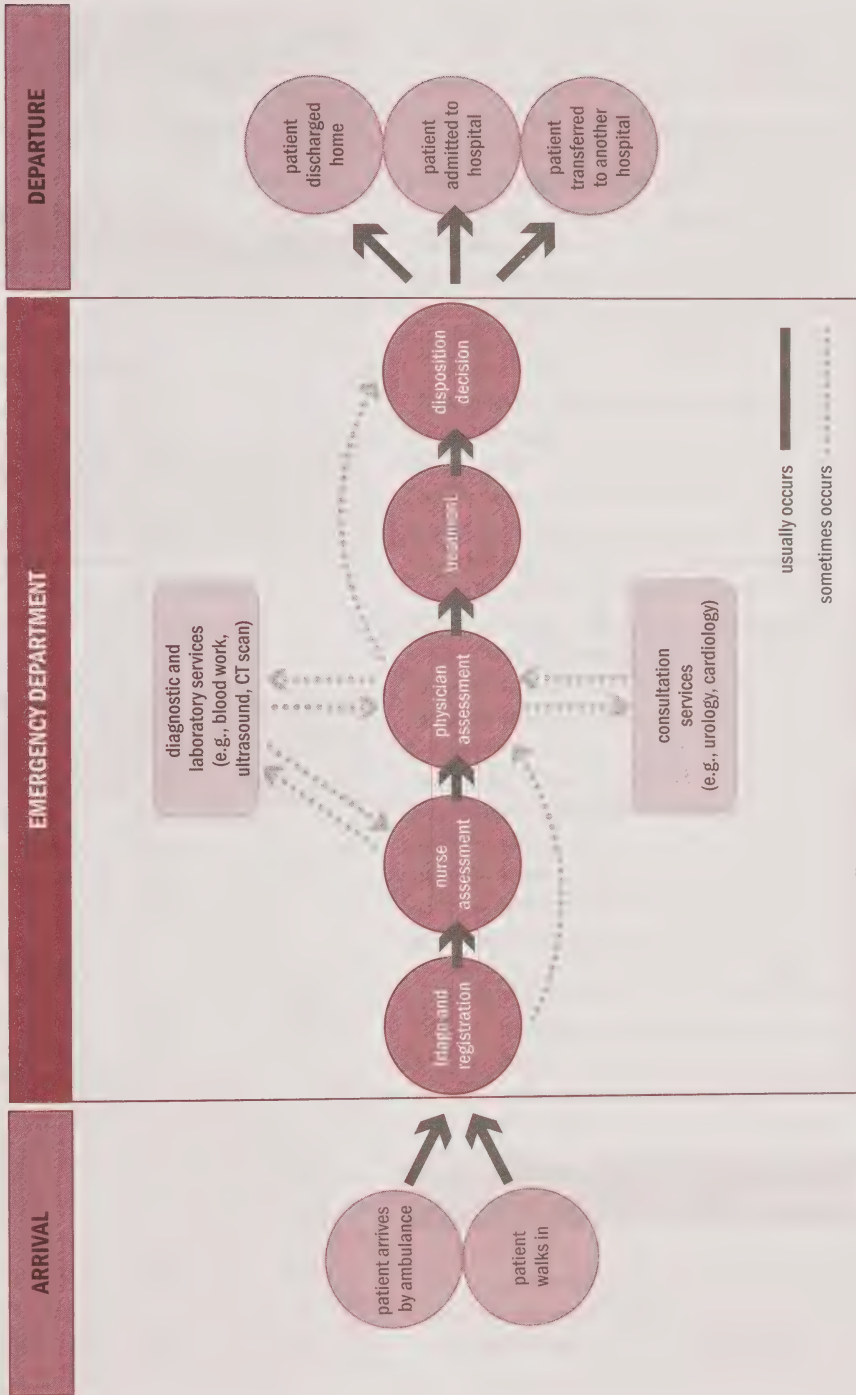 ARRIVAL
EMERGENCY DEPARTMENT
DEPARTURE
patient arrives
by ambulance
patient
walks in
triage and
registration
nurse
assessment
physician
assessment
treatment
disposition
decision
diagnostic and
laboratory services
(e.g., blood work,
ultrasound, CT scan)
consultation
services
(e.g., urology, cardiology)
patient
discharged
home
patient
admitted to
hospital
patient
transferred
to another
hospital
usually occurs
sometimes occurs